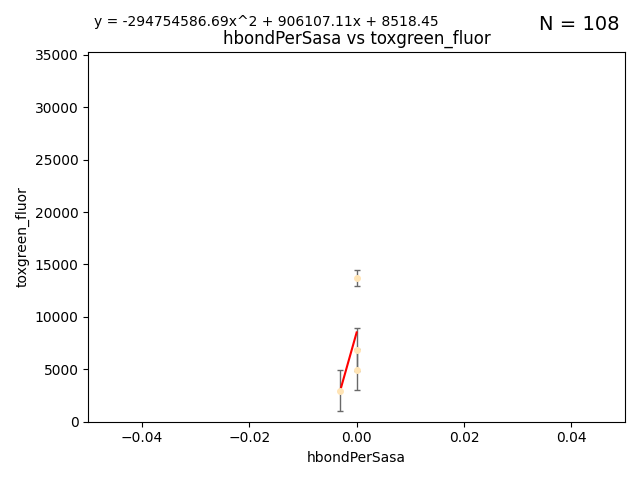 y = -294754586.69x^2 + 906107.11x + 8518.45
N = 108
hbondPerSasa vs toxgreen_fluor
35000
30000
25000
20000
15000
10000
5000
0
toxgreen_fluor
−0.04
−0.02
0.00
0.02
0.04
hbondPerSasa